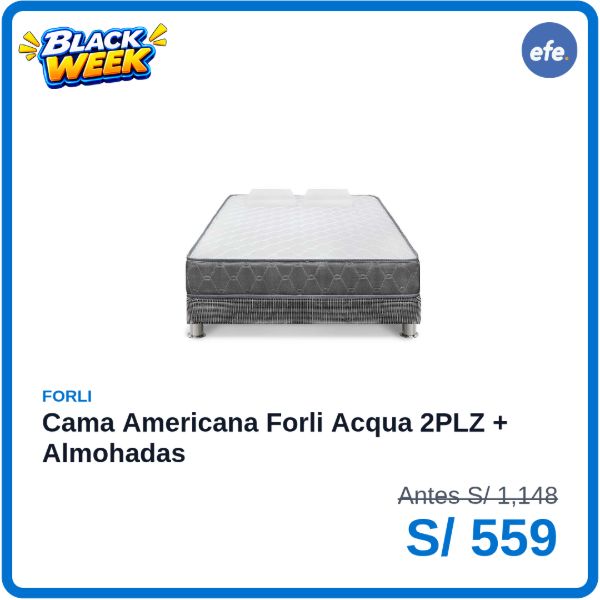 BLACK
WEEK
efe.
FORLI
Cama Americana Forli Acqua 2PLZ +
Almohadas
Antes S/ 1,148
S/ 559